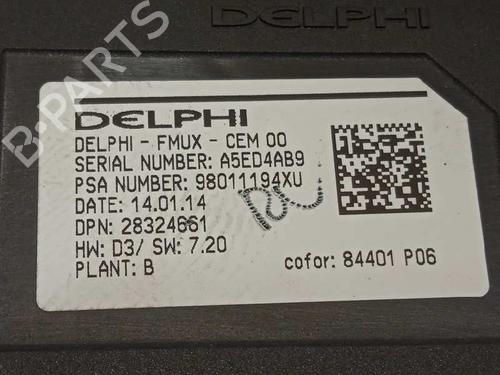 DELPHI
B-PARTS
DELPHI
DELPHI - FMUX - CEM 00
SERIAL NUMBER: A5ED4AB9
PSA NUMBER: 98011194XU
DATE: 14.01.14
DPN: 28324661
HW: D3/ SW: 7.20
PLANT: B
cofor: 84401 P06